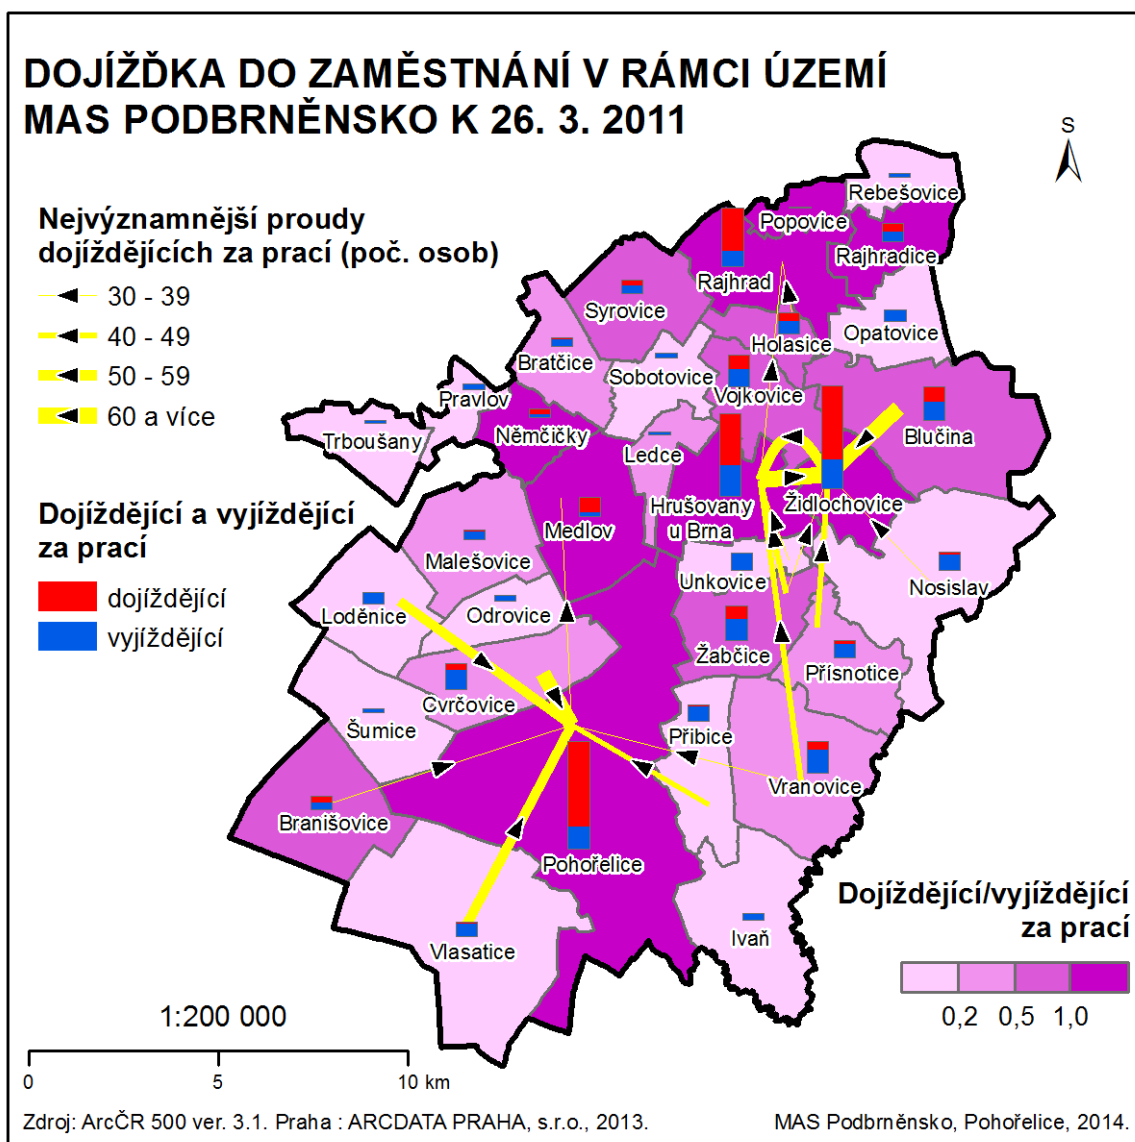 DOJÍŽĎKA DO ZAMĚSTNÁNÍ V RÁMCI ÚZEMÍ
MAS PODBRNĚNSKO K 26. 3. 2011
S
Nejvýznamnější proudy
dojíždějících za prací (poč. osob)
30 - 39
40 - 49
50 - 59
60 a více
Dojíždějící a vyjíždějící
za prací
dojíždějící
vyjíždějící
Rebešovice
Popovice
Rajhradice
Rajhrad
Syrovice
Opatovice
Holasice
Bratčice
Sobotovice
Vojkovice
Pravlov
Trboušany
Němčičky
Ledce
Blučina
Židlochovice
Hrušovany
u Brna
Medlov
Malešovice
Unkovice
Nosislav
Loděnice
Odrovice
Žabčice
Přísnotice
Cvrčovice
Šumice
Přibice
Vranovice
Branišovice
Pohořelice
Vlasatice
Ivaň
Dojíždějící/vyjíždějící
za prací
0,2 0,5 1,0
1:200 000
0 5 10 km
Zdroj: ArcČR 500 ver. 3.1. Praha : ARCDATA PRAHA, s.r.o., 2013.
MAS Podbrněnsko, Pohořelice, 2014.